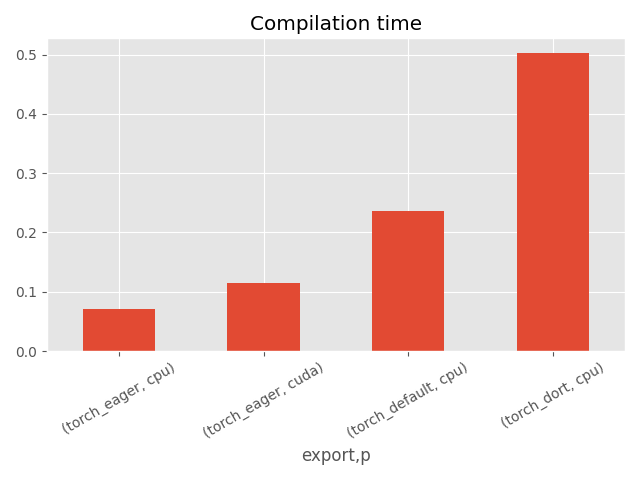 Compilation time
0.5
0.4
0.3
0.2
0.1
0.0
(torch_eager, cpu)
(torch_eager, cuda)
(torch_default, cpu)
(torch_dort, cpu)
export,p